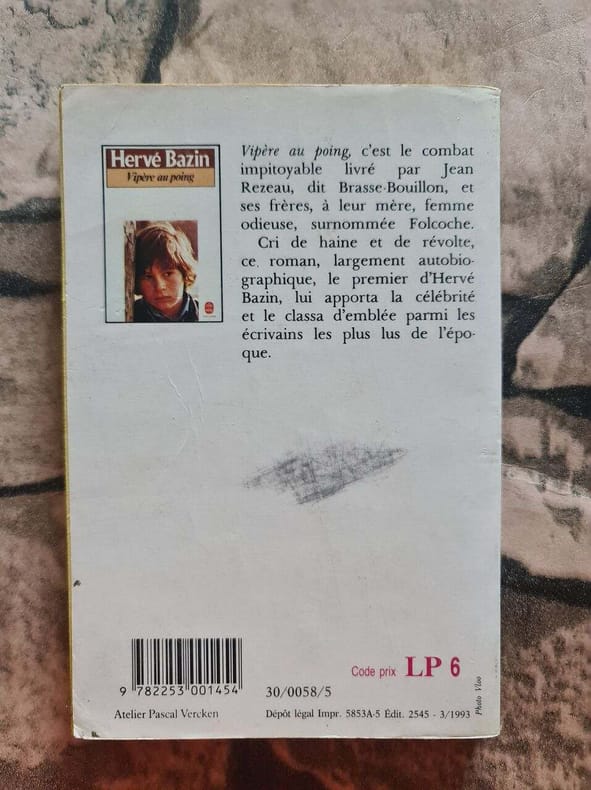 Hervé Bazin
Vipère au poing
Vipère au poing, c'est le combat
impitoyable livré par Jean
Rezeau, dit Brasse-Bouillon, et
ses frères, à leur mère, femme
odieuse, surnommée Folcoche.
Cri de haine et de révolte,
ce roman, largement autobio-
graphique, le premier d'Hervé
Bazin, lui apporta la célébrité
et le classa d'emblée parmi les
écrivains les plus lus de l'épo-
que.
9 782253 001454
30/0058/5
Code prix LP 6
Atelier Pascal Vercken
Dépôt légal Impr. 5853A-5 Édit. 2545 - 3/1993
Photo Vloo